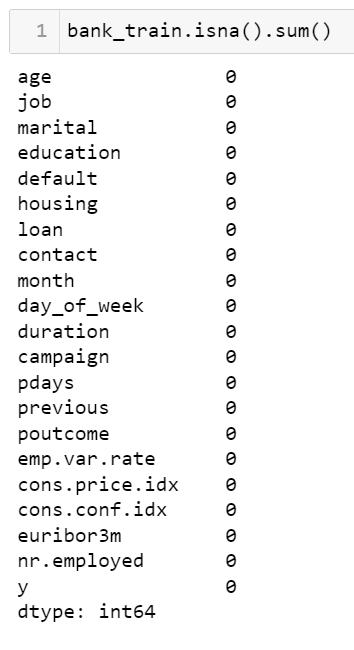 1 bank_train.isna().sum()
age 0
job 0
marital 0
education 0
default 0
housing 0
loan 0
contact 0
month 0
day_of_week 0
duration 0
campaign 0
pdays 0
previous 0
poutcome 0
emp.var.rate 0
cons.price.idx 0
cons.conf.idx 0
euribor3m 0
nr.employed 0
y 0
dtype: int64